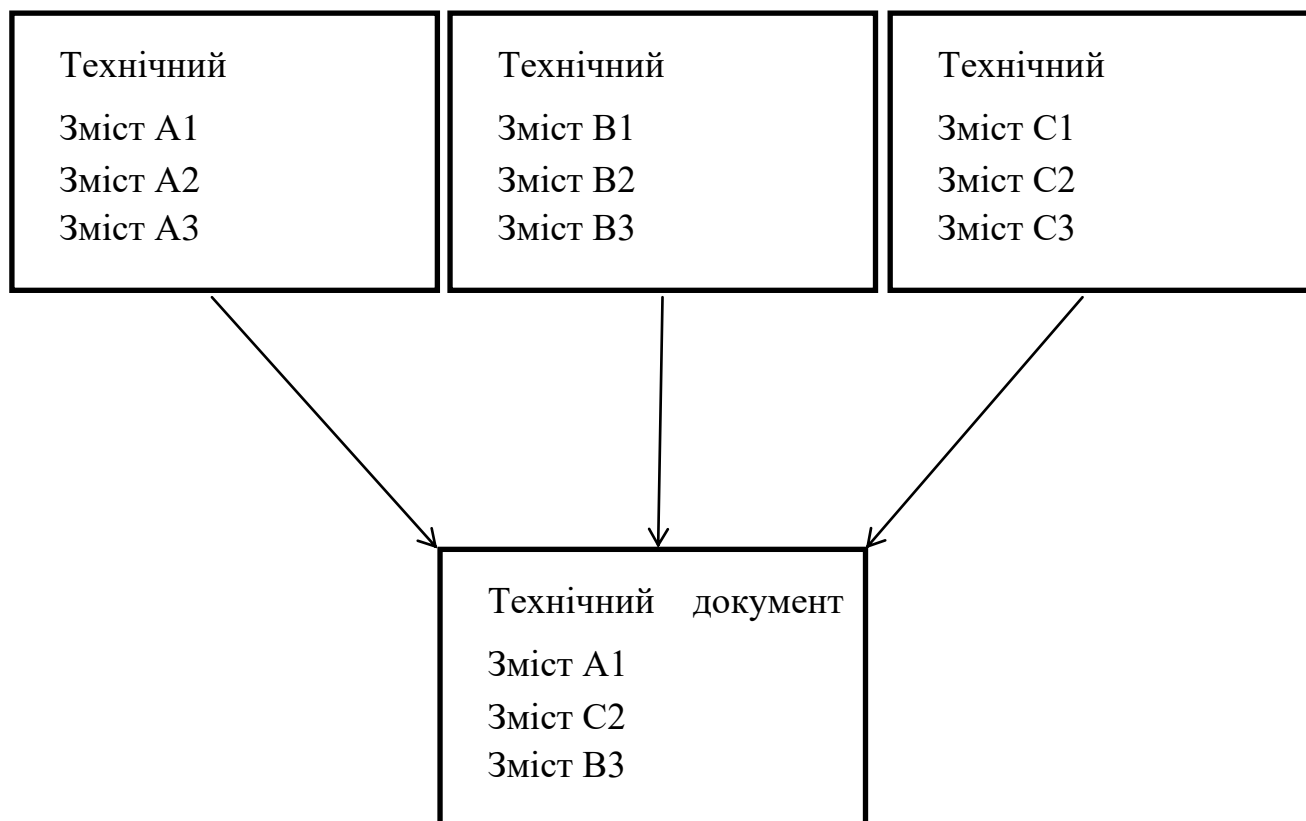 Технічний
Зміст А1
Зміст А2
Зміст А3
Технічний
Зміст В1
Зміст В2
Зміст В3
Технічний
Зміст С1
Зміст С2
Зміст С3
Технічний документ
Зміст А1
Зміст С2
Зміст В3